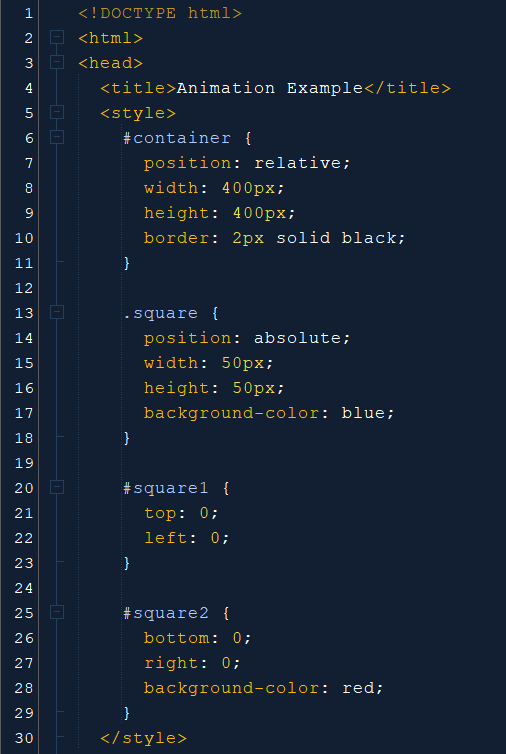 1 <!DOCTYPE html>
2 <html>
3 <head>
4   <title>Animation Example</title>
5   <style>
6     #container {
7       position: relative;
8       width: 400px;
9       height: 400px;
10       border: 2px solid black;
11     }
12
13     .square {
14       position: absolute;
15       width: 50px;
16       height: 50px;
17       background-color: blue;
18     }
19
20     #square1 {
21       top: 0;
22       left: 0;
23     }
24
25     #square2 {
26       bottom: 0;
27       right: 0;
28       background-color: red;
29     }
30   </style>